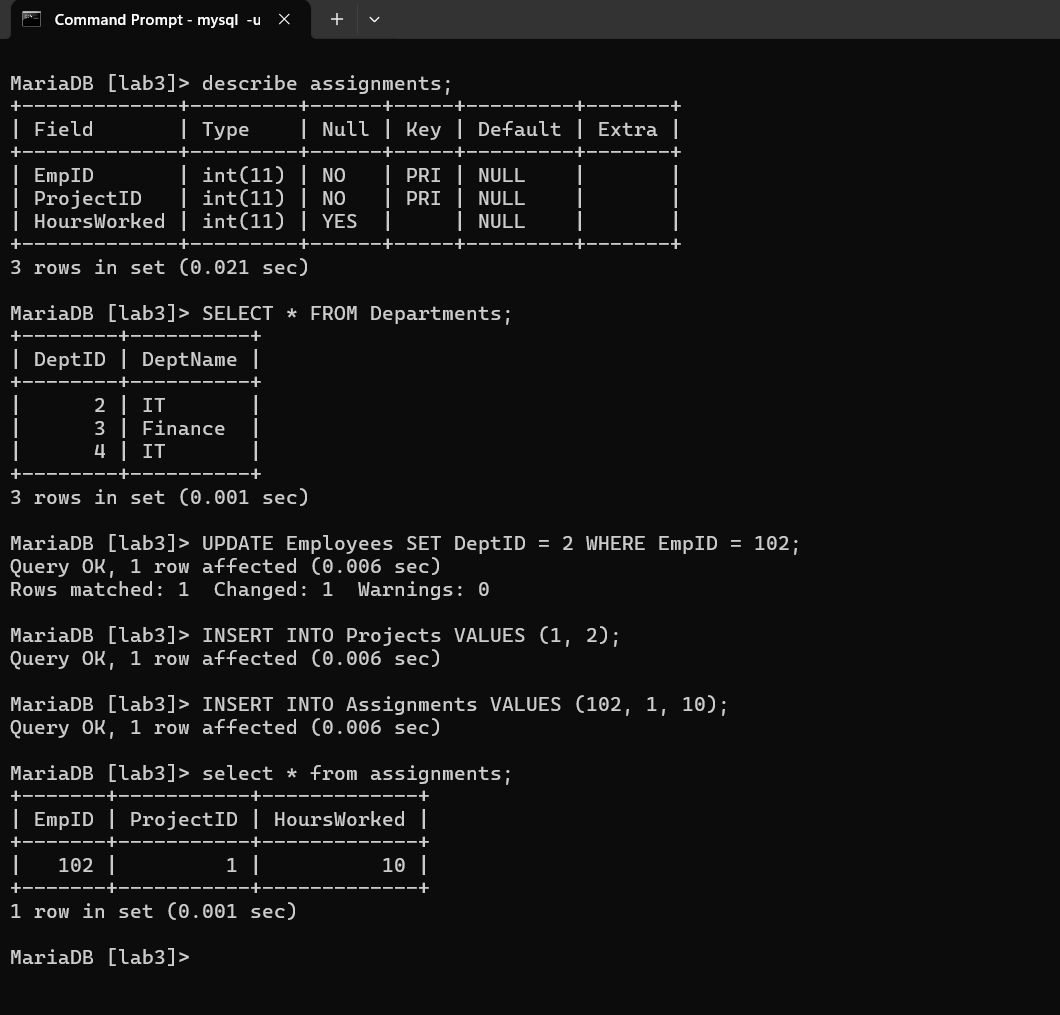 Command Prompt - mysql -u
MariaDB [lab3]> describe assignments;
+-------------+---------+------+-----+---------+-------+
| Field       | Type    | Null | Key | Default | Extra |
+-------------+---------+------+-----+---------+-------+
| EmpID       | int(11) | NO   | PRI | NULL    |       |
| ProjectID   | int(11) | NO   | PRI | NULL    |       |
| HoursWorked | int(11) | YES  |     | NULL    |       |
+-------------+---------+------+-----+---------+-------+
3 rows in set (0.021 sec)
MariaDB [lab3]> SELECT * FROM Departments;
+--------+----------+
| DeptID | DeptName |
+--------+----------+
|      2 | IT       |
|      3 | Finance  |
|      4 | IT       |
+--------+----------+
3 rows in set (0.001 sec)
MariaDB [lab3]> UPDATE Employees SET DeptID = 2 WHERE EmpID = 102;
Query OK, 1 row affected (0.006 sec)
Rows matched: 1  Changed: 1  Warnings: 0
MariaDB [lab3]> INSERT INTO Projects VALUES (1, 2);
Query OK, 1 row affected (0.006 sec)
MariaDB [lab3]> INSERT INTO Assignments VALUES (102, 1, 10);
Query OK, 1 row affected (0.006 sec)
MariaDB [lab3]> select * from assignments;
+-------+-----------+-------------+
| EmpID | ProjectID | HoursWorked |
+-------+-----------+-------------+
|   102 |         1 |          10 |
+-------+-----------+-------------+
1 row in set (0.001 sec)
MariaDB [lab3]>